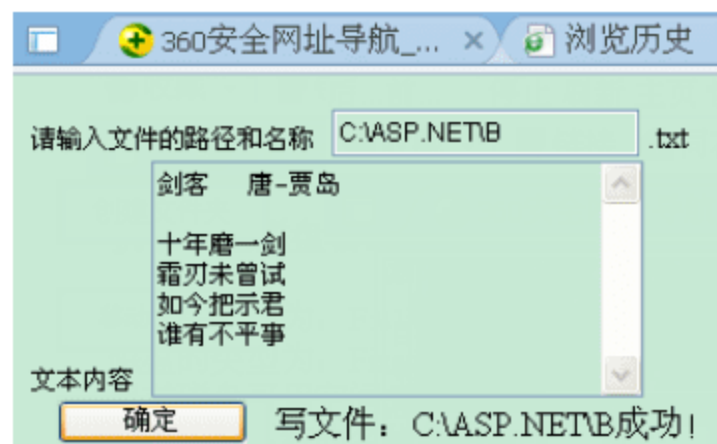 360安全网址导航_... × 浏览历史
请输入文件的路径和名称 C:\ASP.NET\B .txt
剑客 唐-贾岛
十年磨一剑
霜刃未曾试
如今把示君
谁有不平事
文本内容
确定 写文件：C:\ASP.NET\B成功!